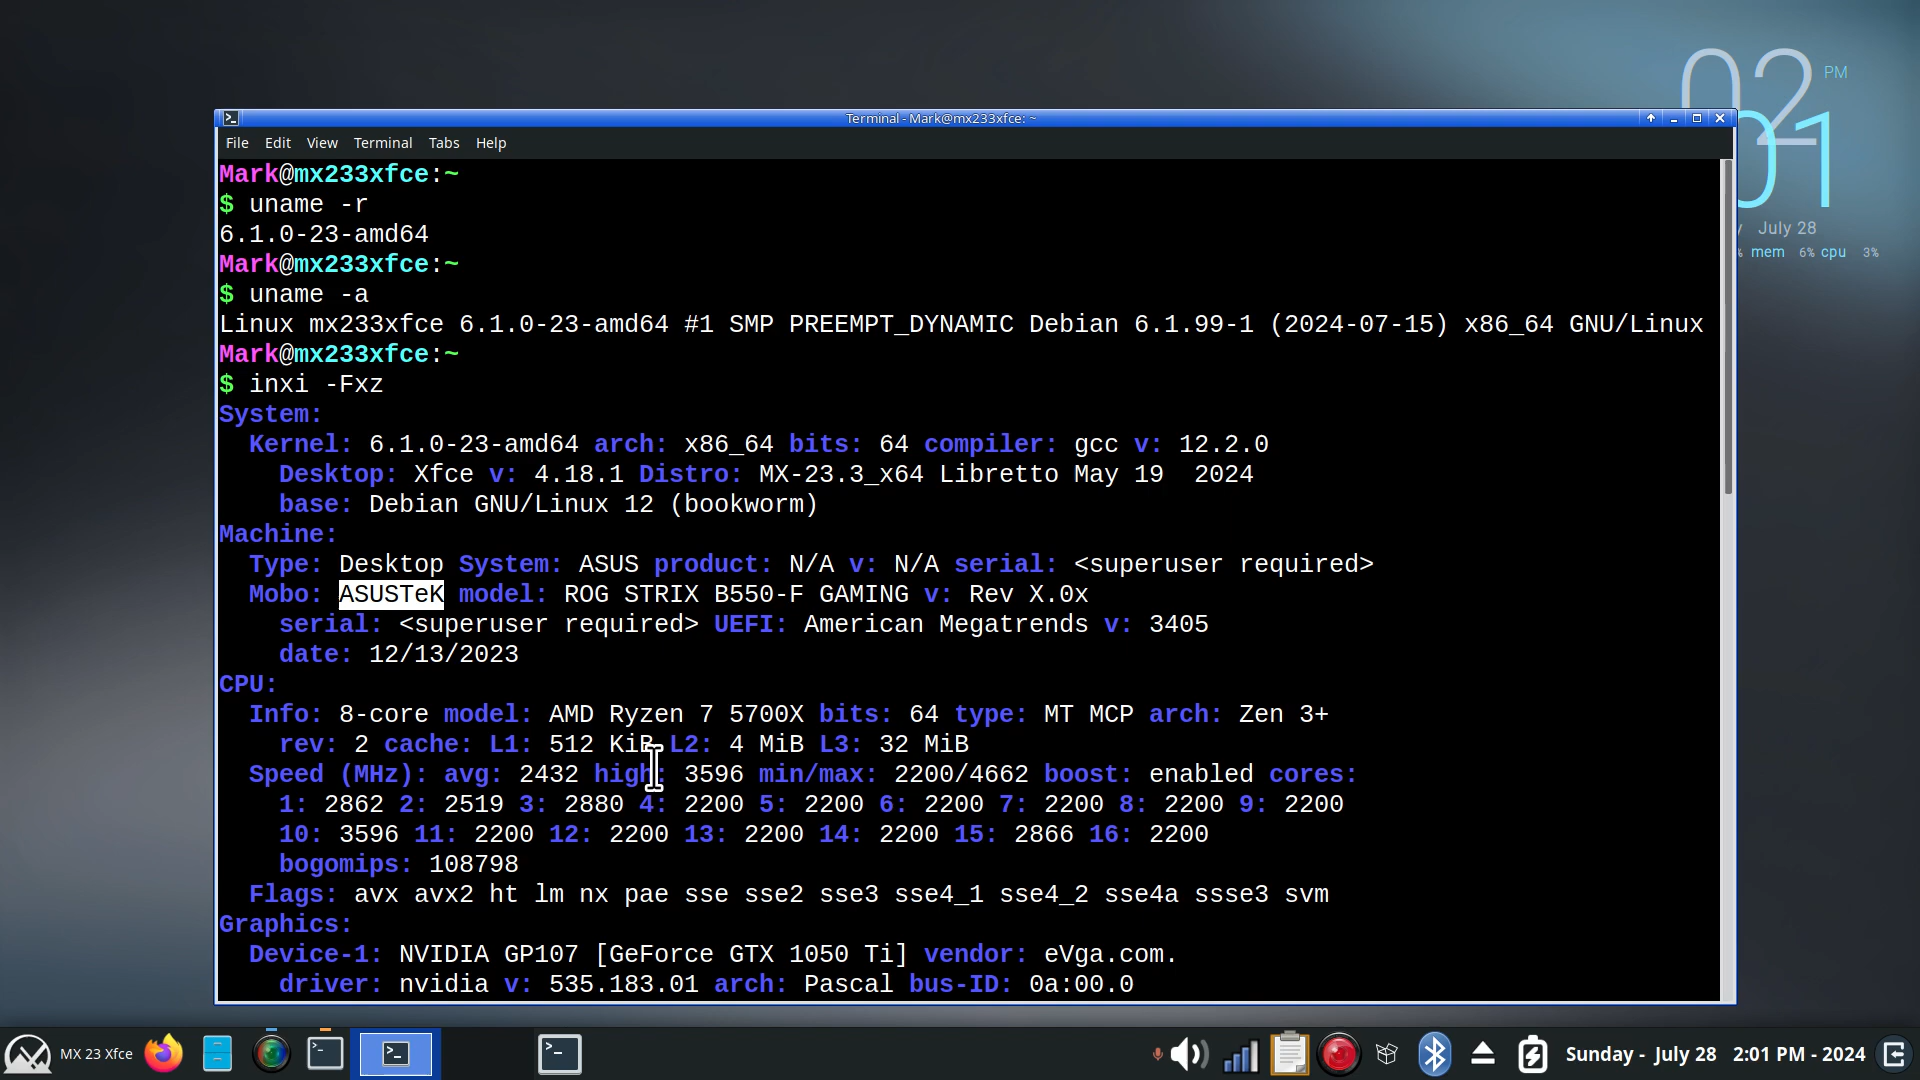 02 PM
01
July 28
% mem 6% cpu 3%
Terminal - Mark@mx233xfce: ~
File Edit View Terminal Tabs Help
Mark@mx233xfce:~
$ uname -r
6.1.0-23-amd64
Mark@mx233xfce:~
$ uname -a
Linux mx233xfce 6.1.0-23-amd64 #1 SMP PREEMPT_DYNAMIC Debian 6.1.99-1 (2024-07-15) x86_64 GNU/Linux
Mark@mx233xfce:~
$ inxi -Fxz
System:
Kernel: 6.1.0-23-amd64 arch: x86_64 bits: 64 compiler: gcc v: 12.2.0
Desktop: Xfce v: 4.18.1 Distro: MX-23.3_x64 Libretto May 19 2024
base: Debian GNU/Linux 12 (bookworm)
Machine:
Type: Desktop System: ASUS product: N/A v: N/A serial: <superuser required>
Mobo: ASUSTeK model: ROG STRIX B550-F GAMING v: Rev X.0x
serial: <superuser required> UEFI: American Megatrends v: 3405
date: 12/13/2023
CPU:
Info: 8-core model: AMD Ryzen 7 5700X bits: 64 type: MT MCP arch: Zen 3+
rev: 2 cache: L1: 512 KiB L2: 4 MiB L3: 32 MiB
Speed (MHz): avg: 2432 high: 3596 min/max: 2200/4662 boost: enabled cores:
1: 2862 2: 2519 3: 2880 4: 2200 5: 2200 6: 2200 7: 2200 8: 2200 9: 2200
10: 3596 11: 2200 12: 2200 13: 2200 14: 2200 15: 2866 16: 2200
bogomips: 108798
Flags: avx avx2 ht lm nx pae sse sse2 sse3 sse4_1 sse4_2 sse4a ssse3 svm
Graphics:
Device-1: NVIDIA GP107 [GeForce GTX 1050 Ti] vendor: eVga.com.
driver: nvidia v: 535.183.01 arch: Pascal bus-ID: 0a:00.0
MX 23 Xfce
Sunday - July 28 2:01 PM - 2024